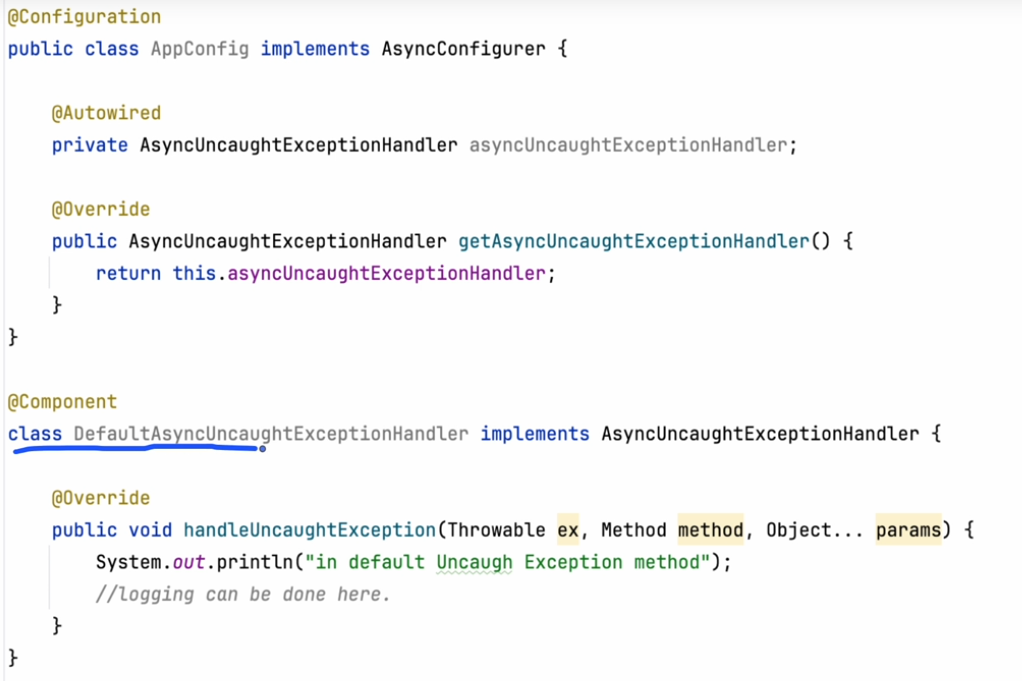 @Configuration
public class AppConfig implements AsyncConfigurer {
@Autowired
private AsyncUncaughtExceptionHandler asyncUncaughtExceptionHandler;
@Override
public AsyncUncaughtExceptionHandler getAsyncUncaughtExceptionHandler() {
return this.asyncUncaughtExceptionHandler;
}
}
@Component
class DefaultAsyncUncaughtExceptionHandler implements AsyncUncaughtExceptionHandler {
@Override
public void handleUncaughtException(Throwable ex, Method method, Object... params) {
System.out.println("in default Uncaugh Exception method");
//logging can be done here.
}
}